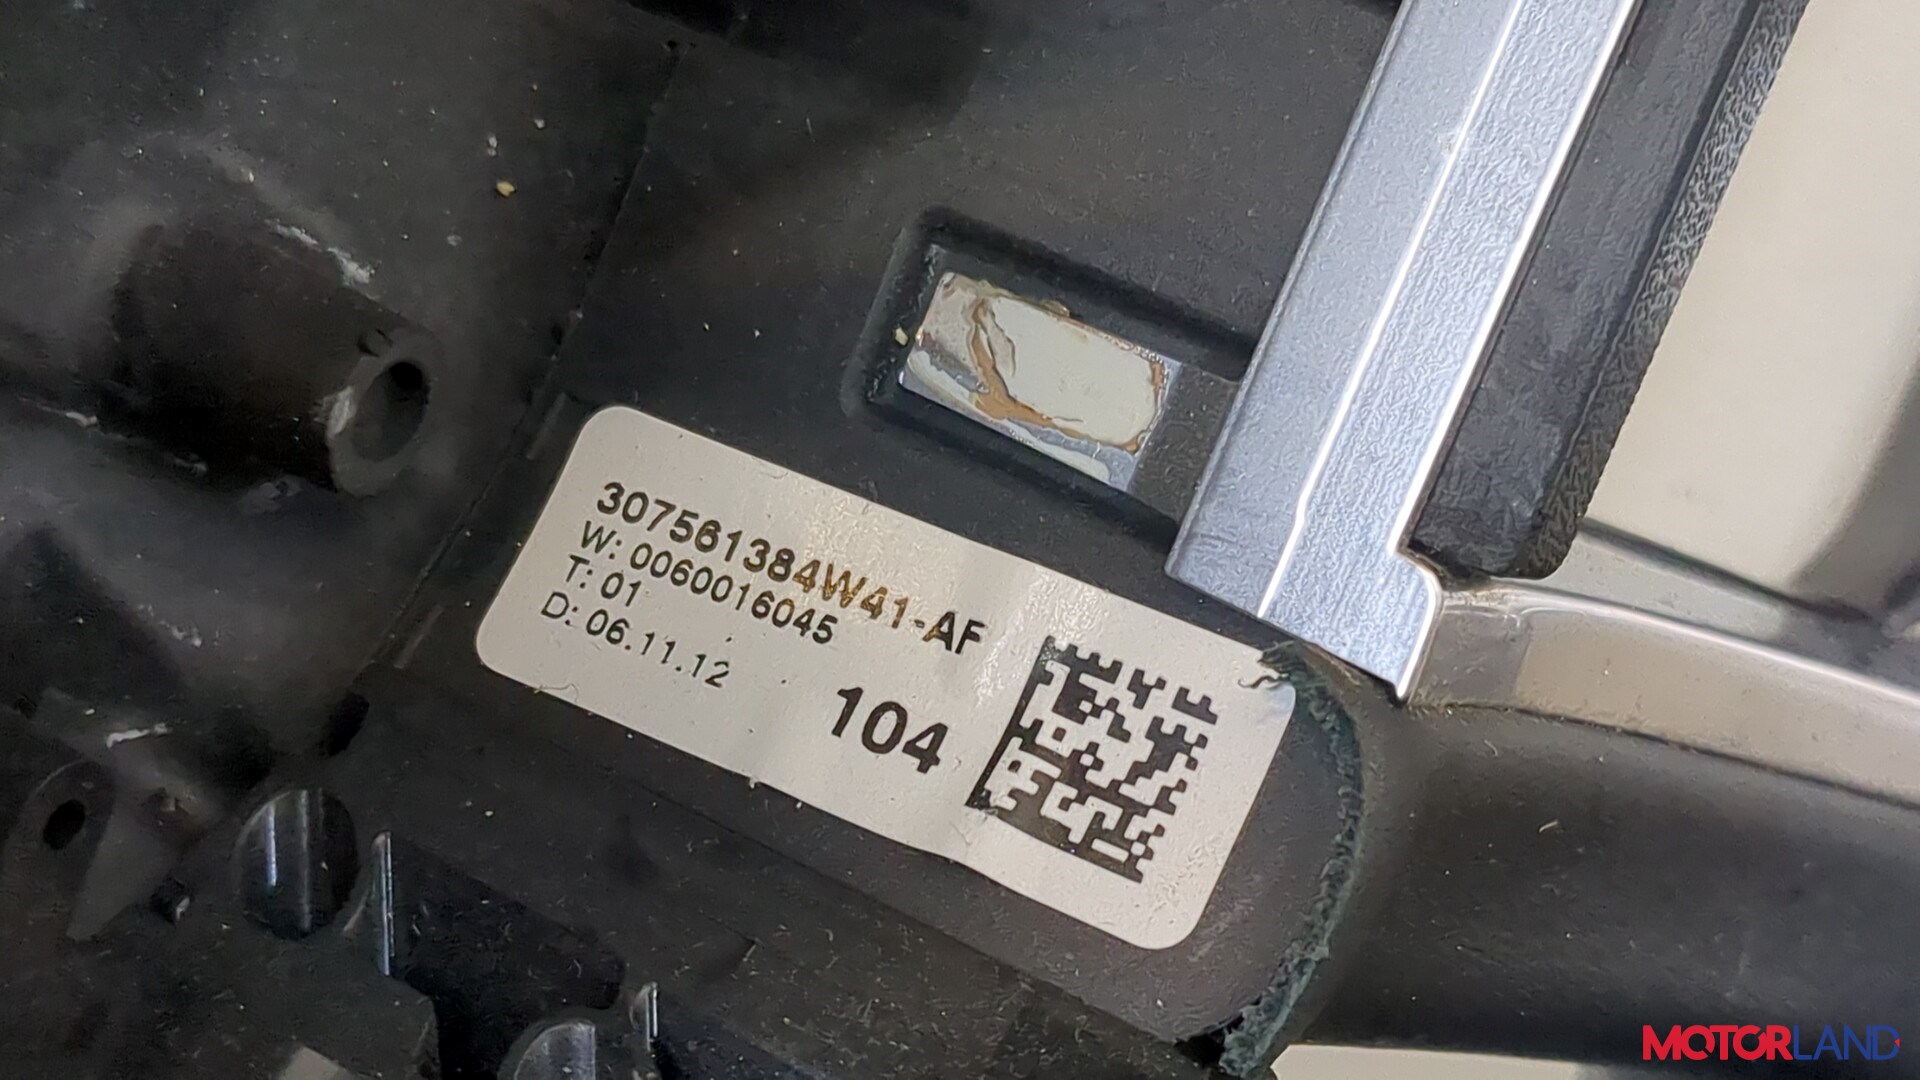 307561384W41-AF
W: 0060016045
T: 01
D: 06.11.12
104
MOTORLAND